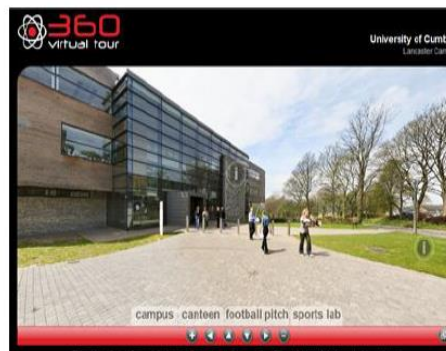 360
virtual tour
University of Cumb
Lancaster Cam
i
i
campus canteen football pitch sports lab